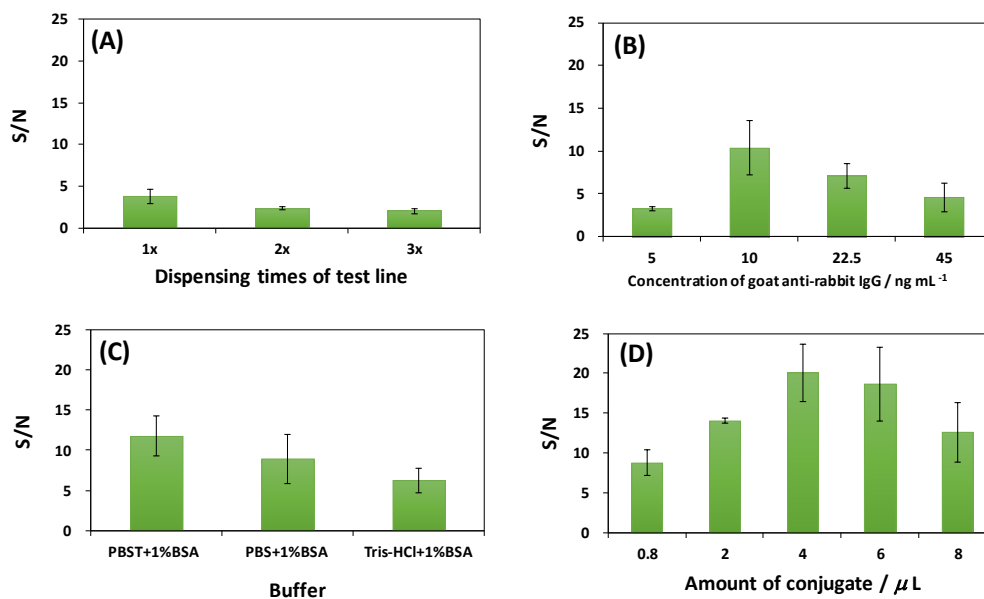 (A)
S/N
25
20
15
10
5
0
1x 2x 3x
Dispensing times of test line
(B)
S/N
25
20
15
10
5
0
5 10 22.5 45
Concentration of goat anti-rabbit IgG / ng mL⁻¹
(C)
S/N
25
20
15
10
5
0
PBST+1%BSA PBS+1%BSA Tris-HCl+1%BSA
Buffer
(D)
S/N
25
20
15
10
5
0
0.8 2 4 6 8
Amount of conjugate / μL